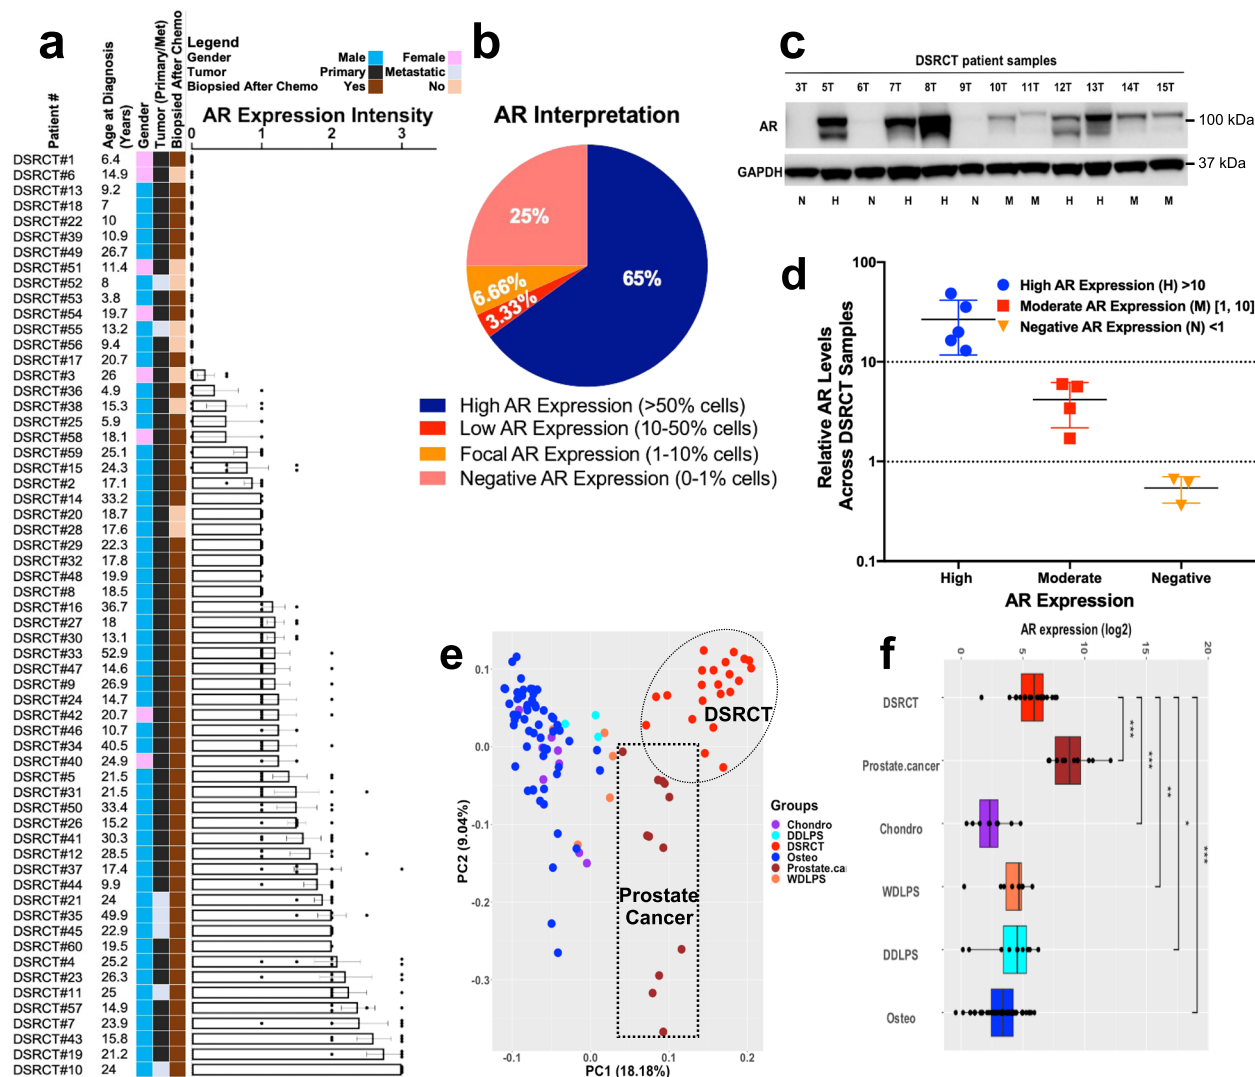 a
Legend
Gender Male Female
Tumor Primary Metastatic
Biopsied After Chemo Yes No
Patient #
Age at Diagnosis (Years)
Gender
Tumor (Primary/Met)
Biopsied After Chemo
AR Expression Intensity
0 1 2 3
DSRCT#1 6.4
DSRCT#6 14.9
DSRCT#13 9.2
DSRCT#18 7
DSRCT#22 10
DSRCT#39 10.9
DSRCT#49 26.7
DSRCT#51 11.4
DSRCT#52 8
DSRCT#53 3.8
DSRCT#54 19.7
DSRCT#55 13.2
DSRCT#56 9.4
DSRCT#17 20.7
DSRCT#3 26
DSRCT#36 4.9
DSRCT#38 15.3
DSRCT#25 5.9
DSRCT#58 18.1
DSRCT#59 25.1
DSRCT#15 24.3
DSRCT#2 17.1
DSRCT#14 33.2
DSRCT#20 18.7
DSRCT#28 17.6
DSRCT#29 22.3
DSRCT#32 17.8
DSRCT#48 19.9
DSRCT#8 18.5
DSRCT#16 36.7
DSRCT#27 18
DSRCT#30 13.1
DSRCT#33 52.9
DSRCT#47 14.6
DSRCT#9 26.9
DSRCT#24 14.7
DSRCT#42 20.7
DSRCT#46 10.7
DSRCT#34 40.5
DSRCT#40 24.9
DSRCT#5 21.5
DSRCT#31 21.5
DSRCT#50 33.4
DSRCT#26 15.2
DSRCT#41 30.3
DSRCT#12 28.5
DSRCT#37 17.4
DSRCT#44 9.9
DSRCT#21 24
DSRCT#35 49.9
DSRCT#45 22.9
DSRCT#60 19.5
DSRCT#4 25.2
DSRCT#23 26.3
DSRCT#11 25
DSRCT#57 14.9
DSRCT#7 23.9
DSRCT#43 15.8
DSRCT#19 21.2
DSRCT#10 24
b
AR Interpretation
25%
65%
6.66%
3.33%
High AR Expression (>50% cells)
Low AR Expression (10-50% cells)
Focal AR Expression (1-10% cells)
Negative AR Expression (0-1% cells)
c
DSRCT patient samples
3T 5T 6T 7T 8T 9T 10T 11T 12T 13T 14T 15T
AR
100 kDa
GAPDH
37 kDa
N H N H H N M M H H M M
d
Relative AR Levels
Across DSRCT Samples
100
10
1
0.1
High AR Expression (H) >10
Moderate AR Expression (M) [1, 10]
Negative AR Expression (N) <1
High Moderate Negative
AR Expression
e
PC2 (9.04%)
0.1
0.0
-0.1
-0.2
-0.3
DSRCT
Prostate
Cancer
-0.1 0.0 0.1 0.2
PC1 (18.18%)
Groups
Chondro
DDLPS
DSRCT
Osteo
Prostate.ca
WDLPS
f
AR expression (log2)
0 5 10 15 20
DSRCT
Prostate.cancer
Chondro
WDLPS
DDLPS
Osteo
***
***
**
*
***